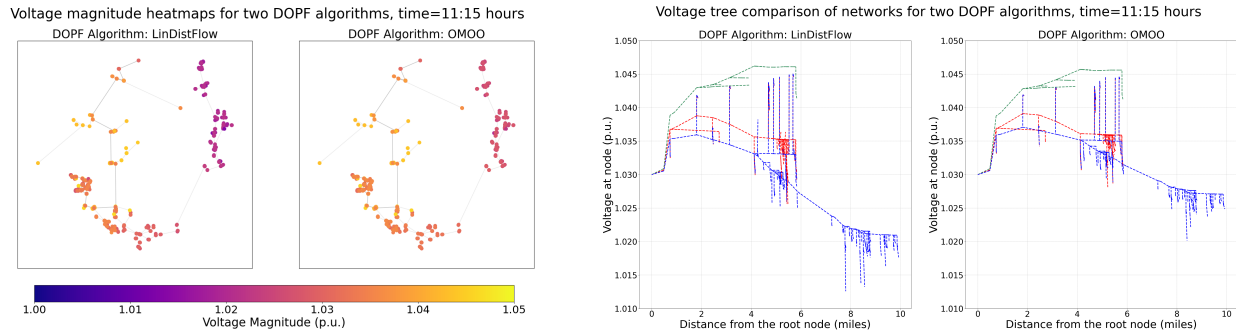 Voltage magnitude heatmaps for two DOPF algorithms, time=11:15 hours
DOPF Algorithm: LinDistFlow
DOPF Algorithm: OMOO
1.00 1.01 1.02 1.03 1.04 1.05
Voltage Magnitude (p.u.)
Voltage tree comparison of networks for two DOPF algorithms, time=11:15 hours
DOPF Algorithm: LinDistFlow
1.050
1.045
1.040
1.035
1.030
1.025
1.020
1.015
1.010
Voltage at node (p.u.)
0 2 4 6 8 10
Distance from the root node (miles)
DOPF Algorithm: OMOO
1.050
1.045
1.040
1.035
1.030
1.025
1.020
1.015
1.010
Voltage at node (p.u.)
0 2 4 6 8 10
Distance from the root node (miles)